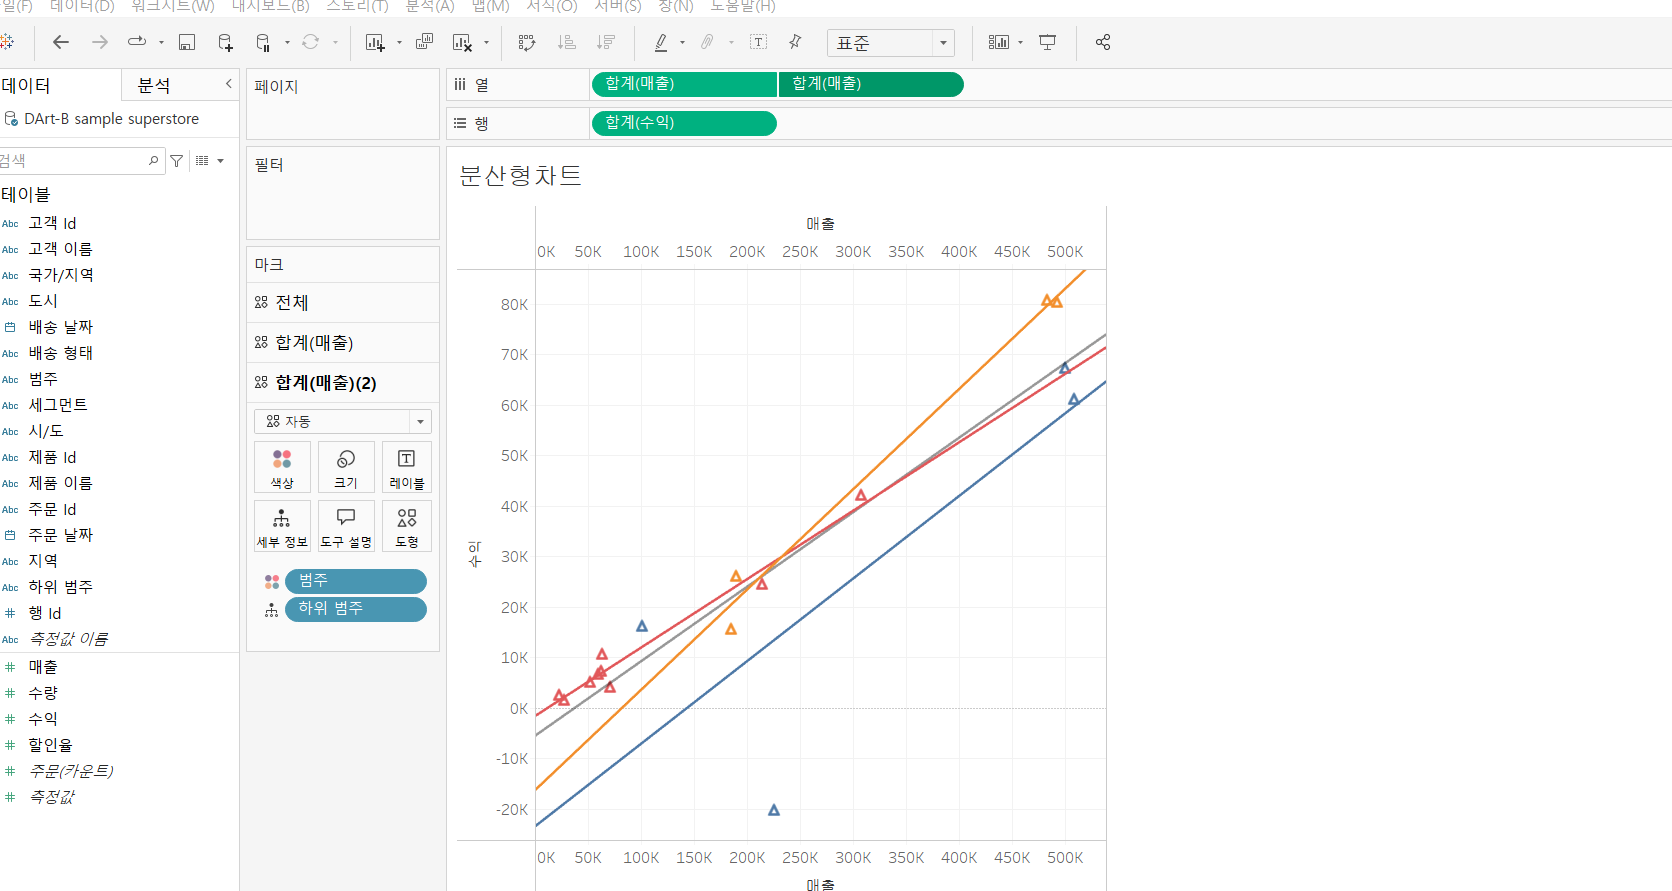 일(F) 데이터(D) 워크시트(W) 대시보드(B) 스토리(T) 분석(A) 맵(M) 서식(O) 서버(S) 창(N) 도움말(H)
표준
데이터 분석
DArt-B sample superstore
검색
테이블
Abc 고객 Id
Abc 고객 이름
Abc 국가/지역
Abc 도시
배송 날짜
Abc 배송 형태
Abc 범주
Abc 세그먼트
Abc 시/도
Abc 제품 Id
Abc 제품 이름
Abc 주문 Id
주문 날짜
Abc 지역
Abc 하위 범주
# 행 Id
Abc 측정값 이름
# 매출
# 수량
# 수익
# 할인율
# 주문(카운트)
# 측정값
페이지
필터
마크
전체
합계(매출)
합계(매출)(2)
자동
색상 크기 레이블
세부 정보 도구 설명 도형
범주
하위 범주
열 합계(매출) 합계(매출)
행 합계(수익)
분산형차트
매출
0K 50K 100K 150K 200K 250K 300K 350K 400K 450K 500K
수익
80K
70K
60K
50K
40K
30K
20K
10K
0K
-10K
-20K
0K 50K 100K 150K 200K 250K 300K 350K 400K 450K 500K
매출